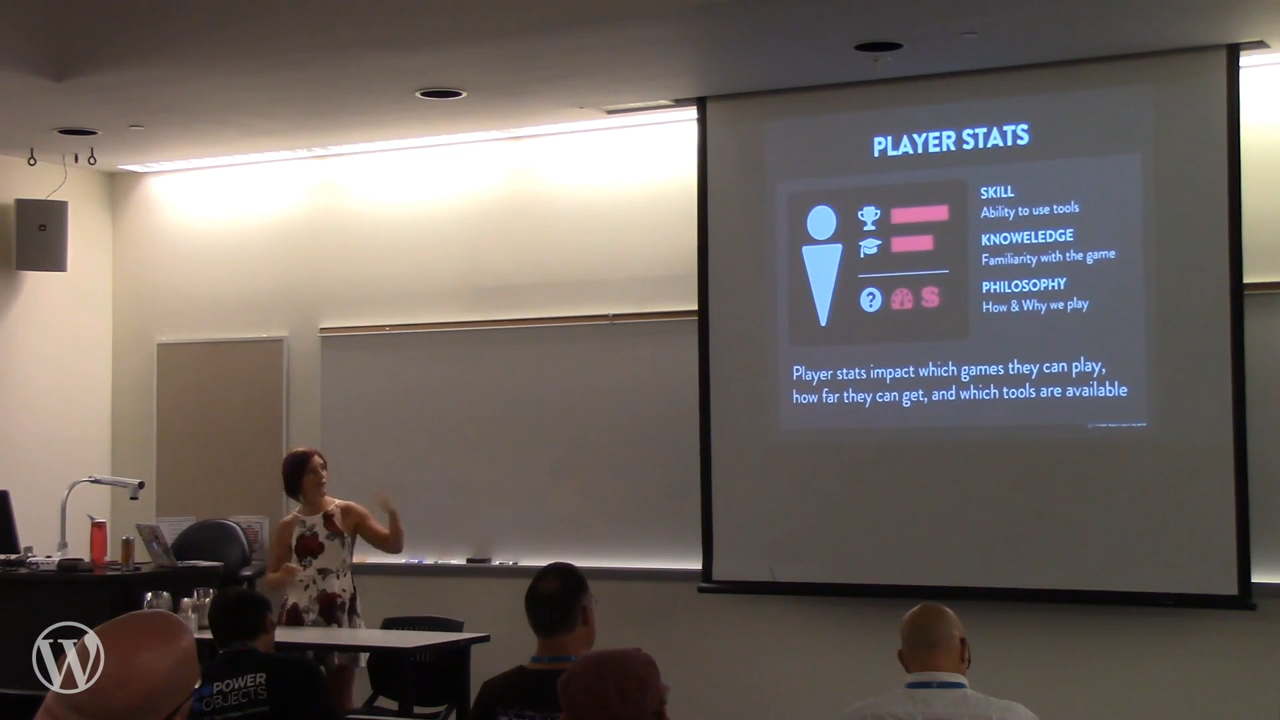 PLAYER STATS
SKILL
Ability to use tools
KNOWELEDGE
Familiarity with the game
PHILOSOPHY
How & Why we play
?
S
Player stats impact which games they can play,
how far they can get, and which tools are available
POWER
OBJECTS
W